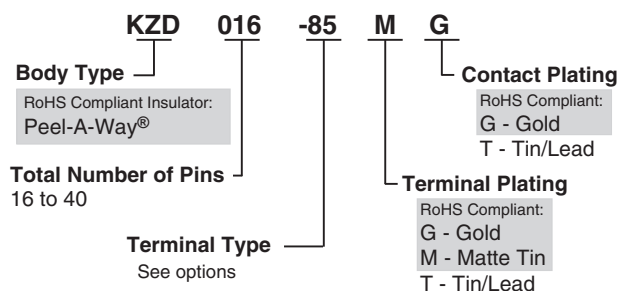 KZD 016 -85 M G
Body Type
RoHS Compliant Insulator:
Peel-A-Way®
Total Number of Pins
16 to 40
Terminal Type
See options
Contact Plating
RoHS Compliant:
G - Gold
T - Tin/Lead
Terminal Plating
RoHS Compliant:
G - Gold
M - Matte Tin
T - Tin/Lead